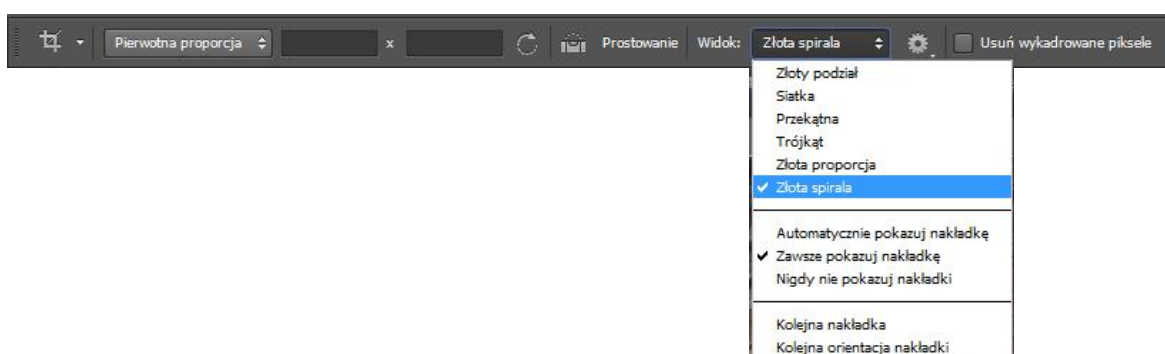 Pierwotna proporcja x Prostowanie Widok: Złota spirala Usuń wykadrowane piksele
Złoty podział
Siatka
Przekątna
Trójkąt
Złota proporcja
Złota spirala
Automatycznie pokazuj nakładkę
Zawsze pokazuj nakładkę
Nigdy nie pokazuj nakładki
Kolejna nakładka
Kolejna orientacja nakładki